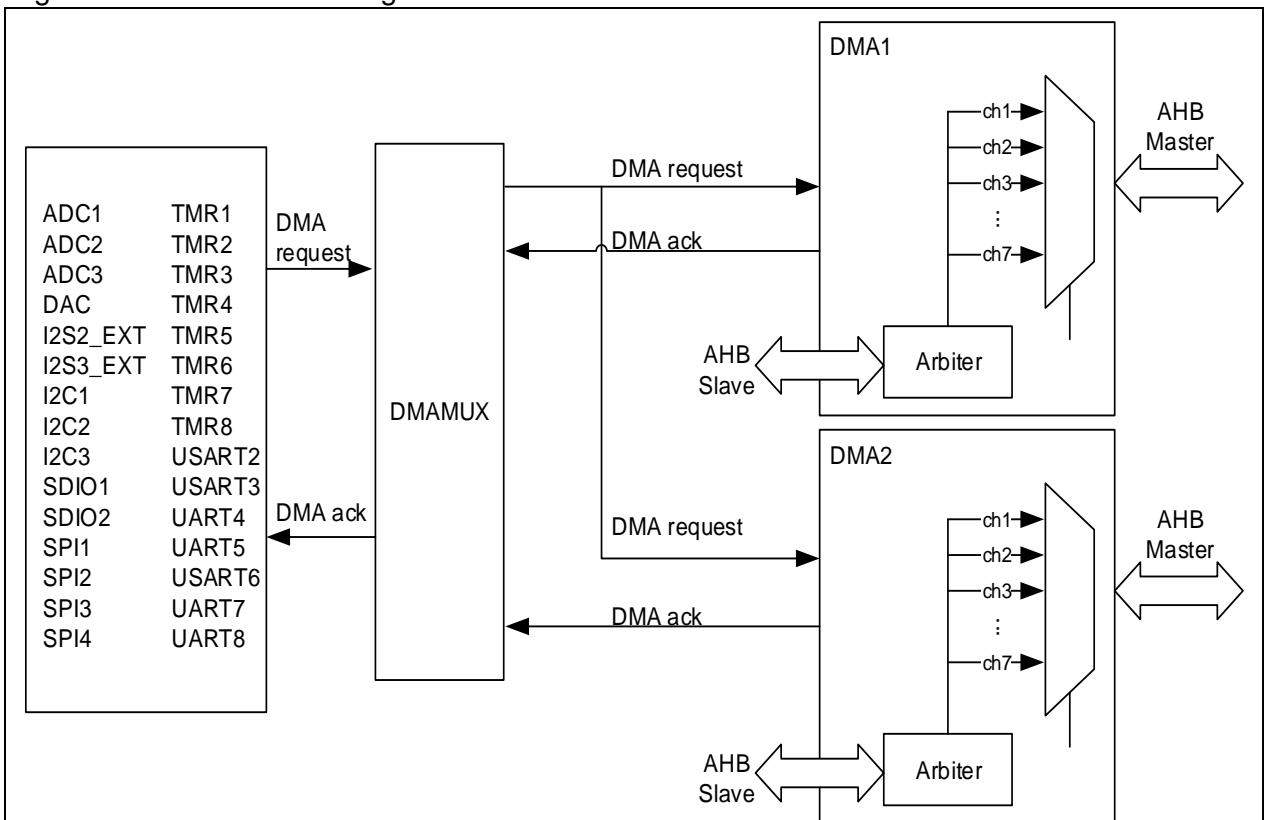 DMA1
ch1
ch2
ch3
⋮
ch7
AHB
Master
Arbiter
AHB
Slave
DMA request
DMA ack
ADC1 TMR1
ADC2 TMR2
ADC3 TMR3
DAC TMR4
I2S2_EXT TMR5
I2S3_EXT TMR6
I2C1 TMR7
I2C2 TMR8
I2C3 USART2
SDIO1 USART3
SDIO2 UART4
SPI1 UART5
SPI2 USART6
SPI3 UART7
SPI4 UART8
DMA
request
DMA ack
DMAMUX
DMA2
ch1
ch2
ch3
⋮
ch7
AHB
Master
Arbiter
AHB
Slave
DMA request
DMA ack